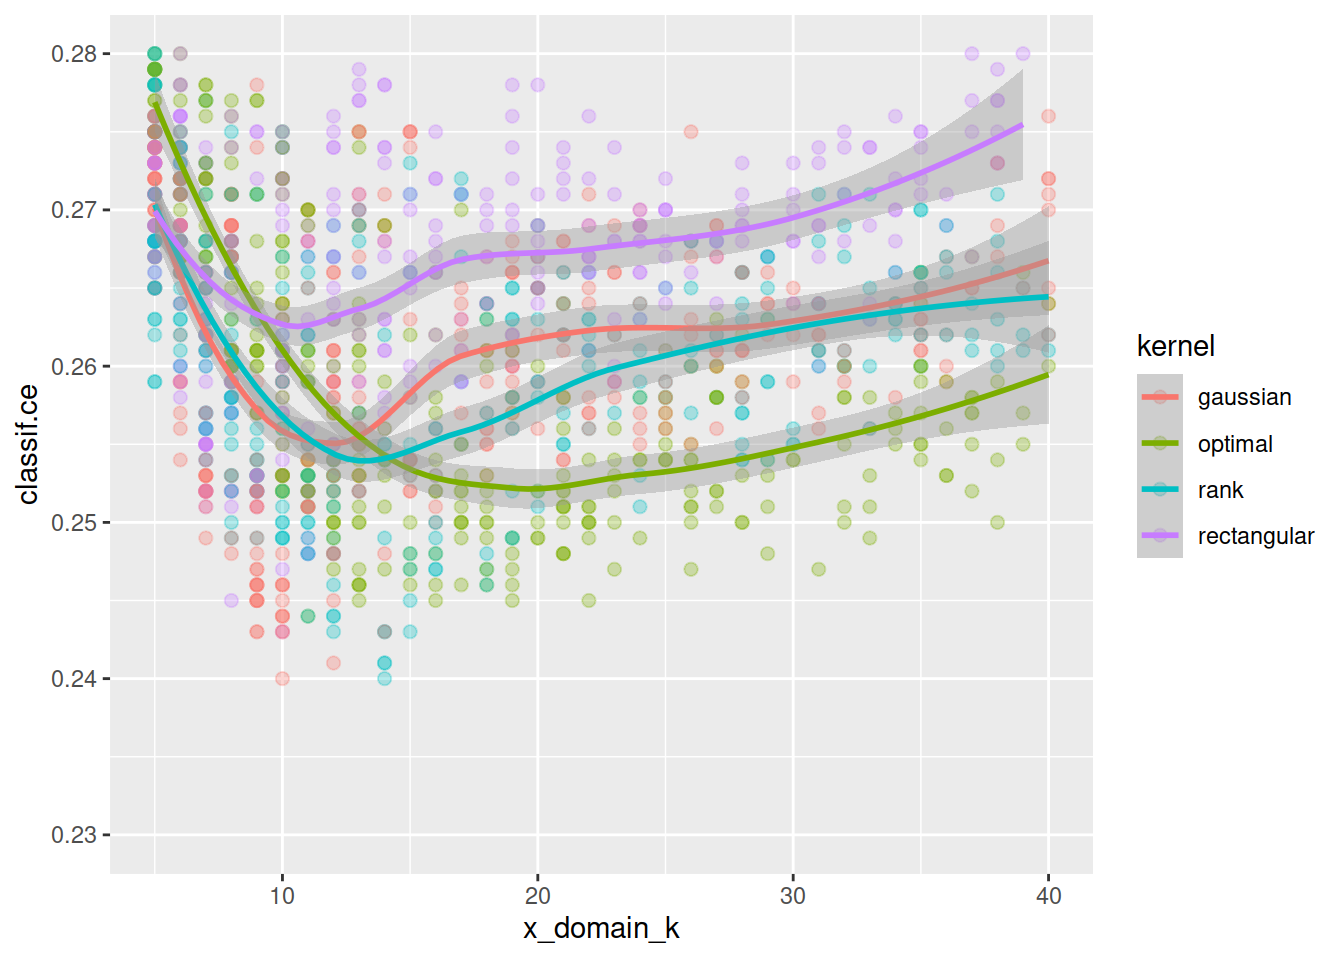 classif.ce
0.28
0.27
0.26
0.25
0.24
0.23
10 20 30 40
x_domain_k
kernel
gaussian
optimal
rank
rectangular